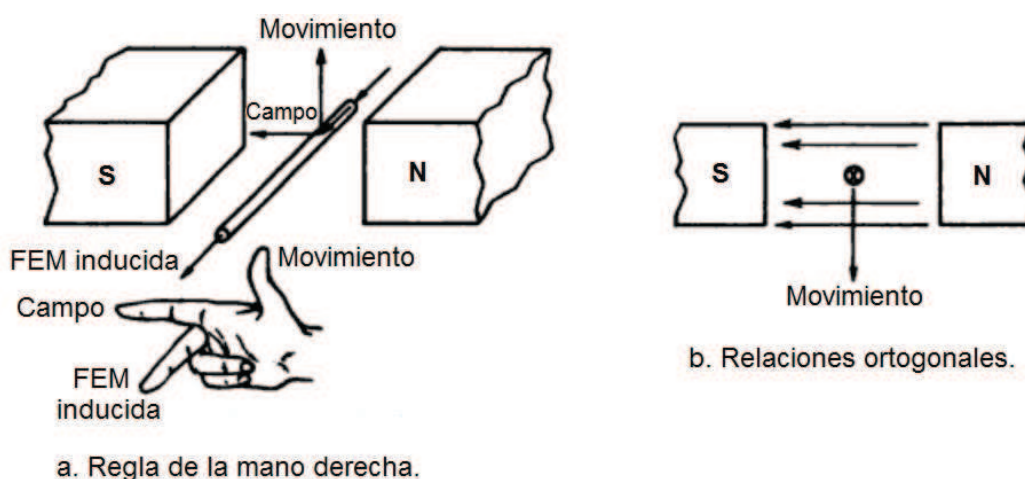 Movimiento
Campo
S
N
FEM inducida
Movimiento
Campo
FEM
inducida
a. Regla de la mano derecha.
S
N
Movimiento
b. Relaciones ortogonales.